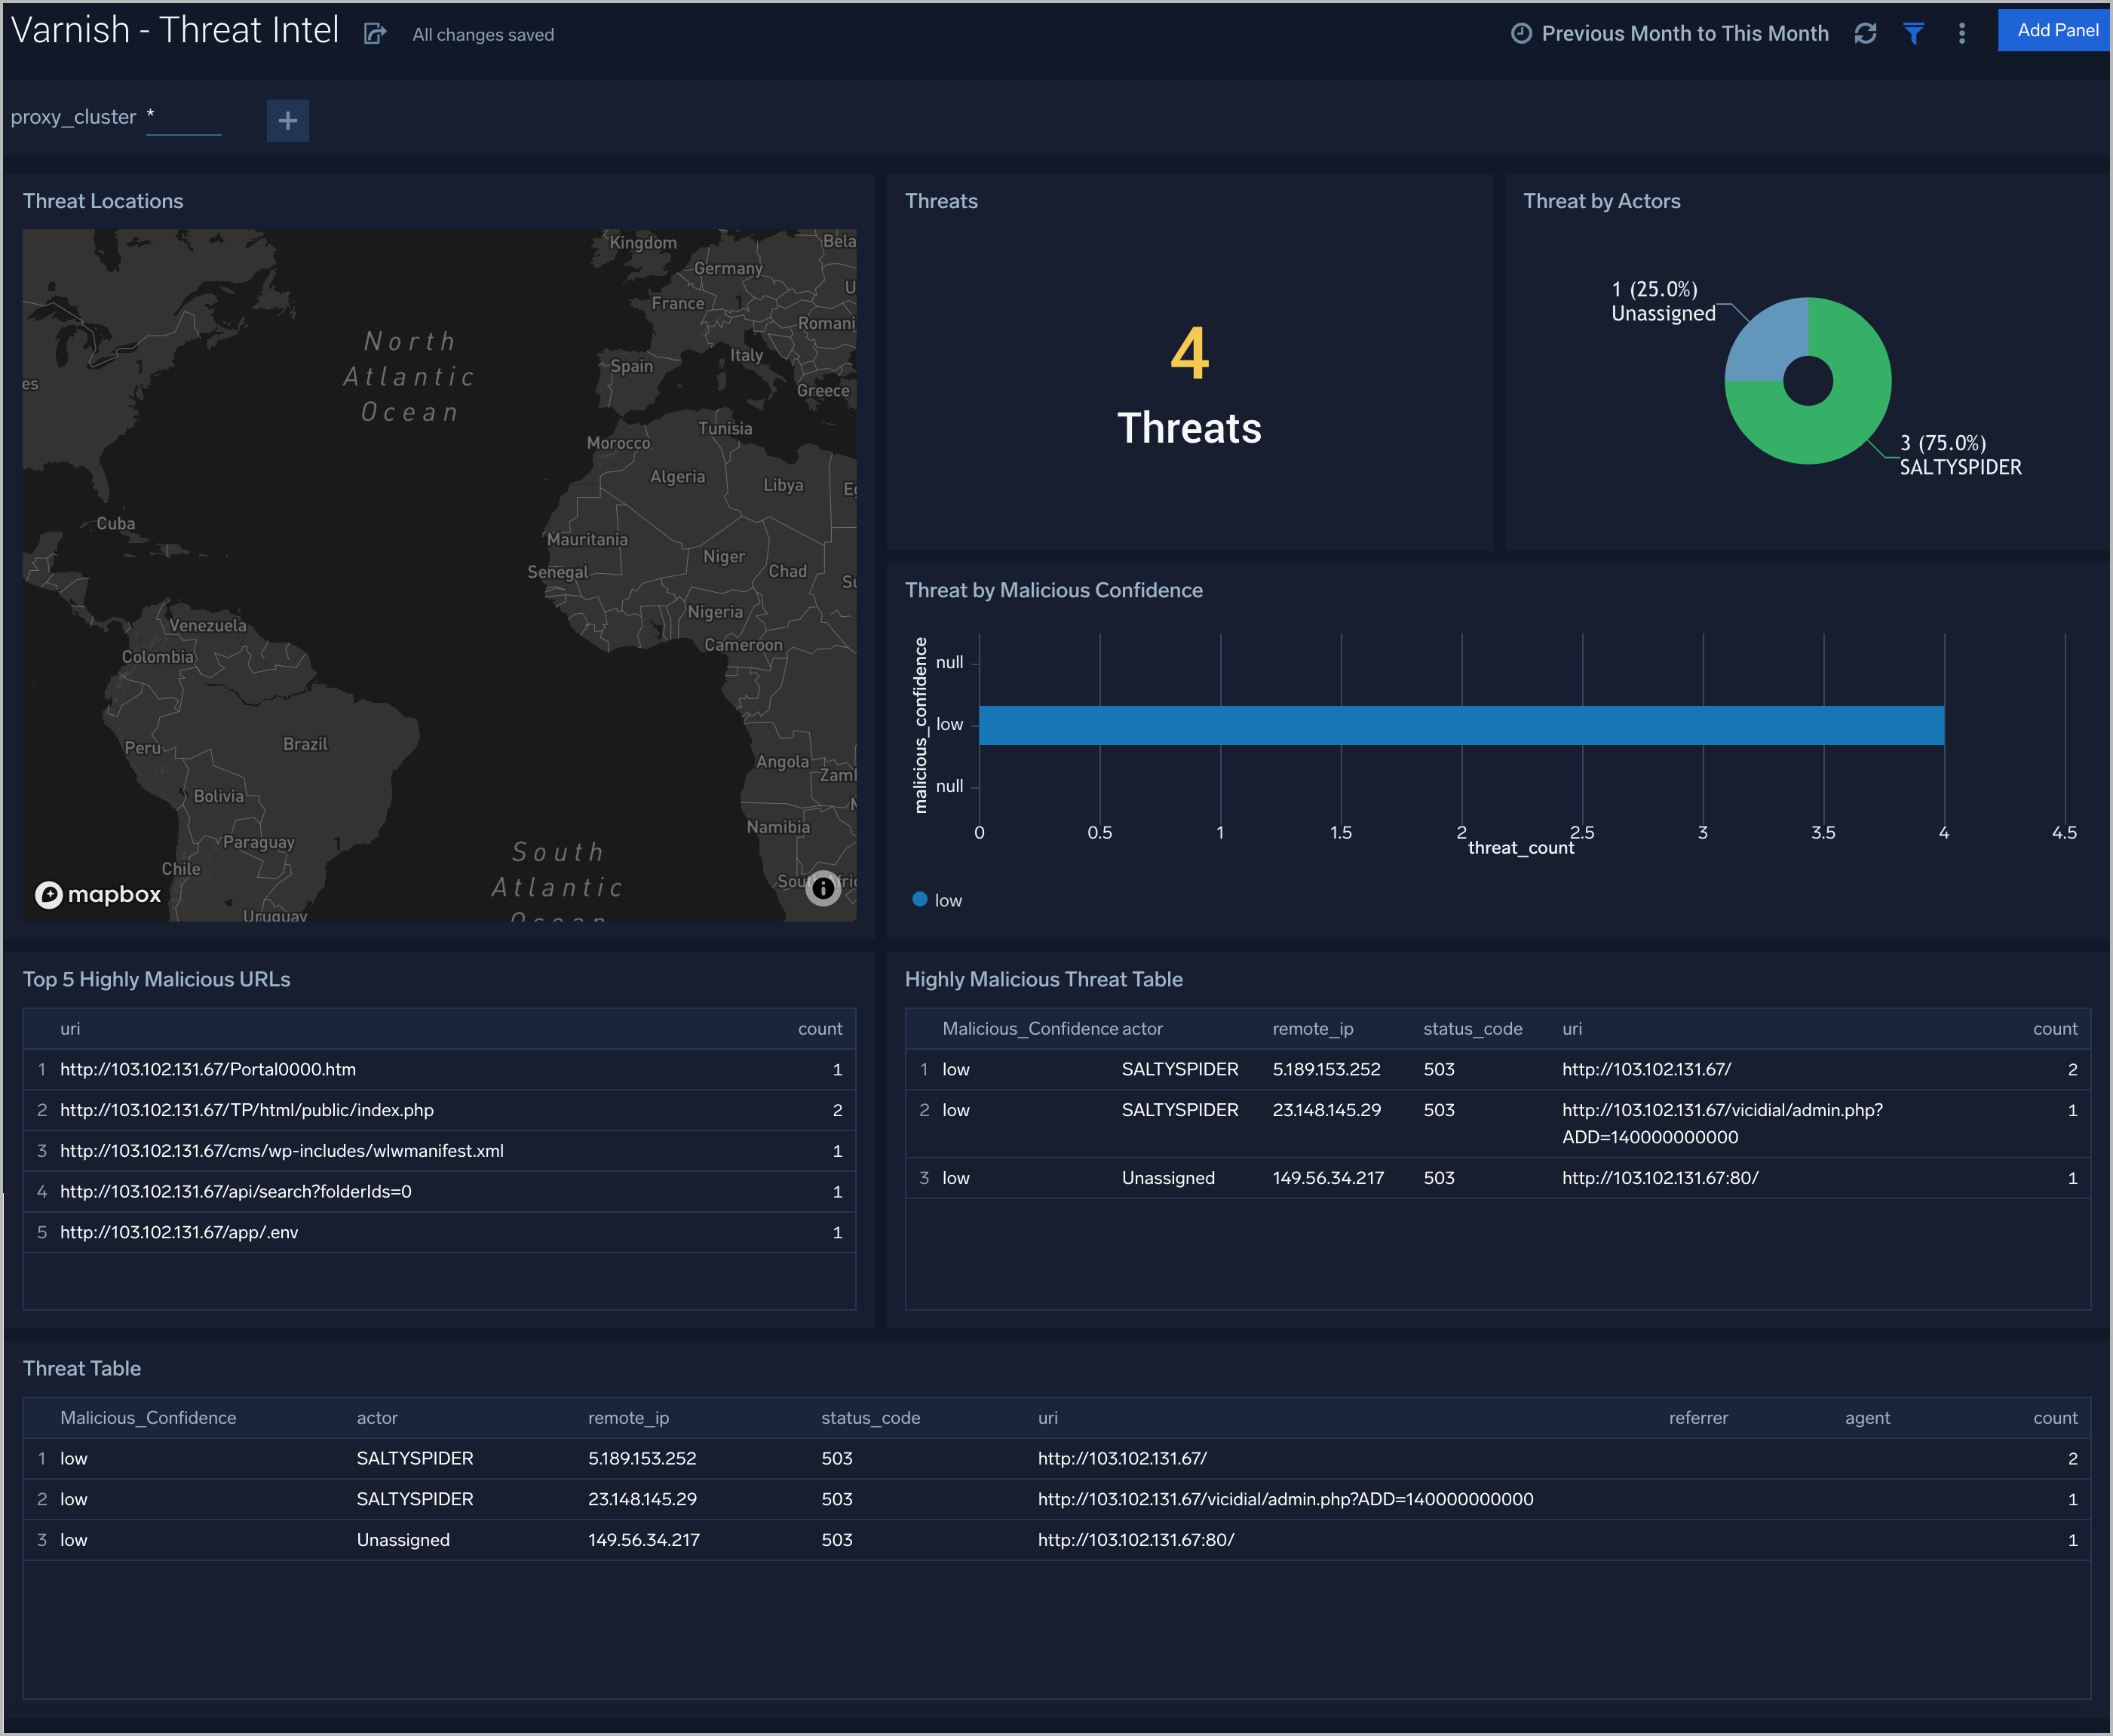 Varnish - Threat Intel
All changes saved
Previous Month to This Month
Add Panel
proxy_cluster *
+
Threat Locations
Kingdom
Bela
Germany
U
France
1
Romani
Italy
Spain
Greece
1
es
North
Atlantic
Ocean
Tunisia
Morocco
Algeria
Libya
Cuba
Mauritania
Niger
Senegal
Chad
Su
Nigeria
Venezuela
Cameroon
Colombia
Brazil
Peru
Angola
Zaml
Bolivia
Namibia
1
Paraguay
South
Atlantic
Ocean
Chile
South Afric
Uruguay
mapbox
Threats
4
Threats
Threat by Actors
1 (25.0%)
Unassigned
3 (75.0%)
SALTYSPIDER
Threat by Malicious Confidence
malicious_confidence
null
low
null
0 0.5 1 1.5 2 2.5 3 3.5 4 4.5
threat_count
low
Top 5 Highly Malicious URLs
uri count
1 http://103.102.131.67/Portal0000.htm 1
2 http://103.102.131.67/TP/html/public/index.php 2
3 http://103.102.131.67/cms/wp-includes/wlwmanifest.xml 1
4 http://103.102.131.67/api/search?folderIds=0 1
5 http://103.102.131.67/app/.env 1
Highly Malicious Threat Table
Malicious_Confidence actor remote_ip status_code uri count
1 low SALTYSPIDER 5.189.153.252 503 http://103.102.131.67/ 2
2 low SALTYSPIDER 23.148.145.29 503 http://103.102.131.67/vicidial/admin.php? 1
ADD=140000000000
3 low Unassigned 149.56.34.217 503 http://103.102.131.67:80/ 1
Threat Table
Malicious_Confidence actor remote_ip status_code uri referrer agent count
1 low SALTYSPIDER 5.189.153.252 503 http://103.102.131.67/ 2
2 low SALTYSPIDER 23.148.145.29 503 http://103.102.131.67/vicidial/admin.php?ADD=140000000000 1
3 low Unassigned 149.56.34.217 503 http://103.102.131.67:80/ 1